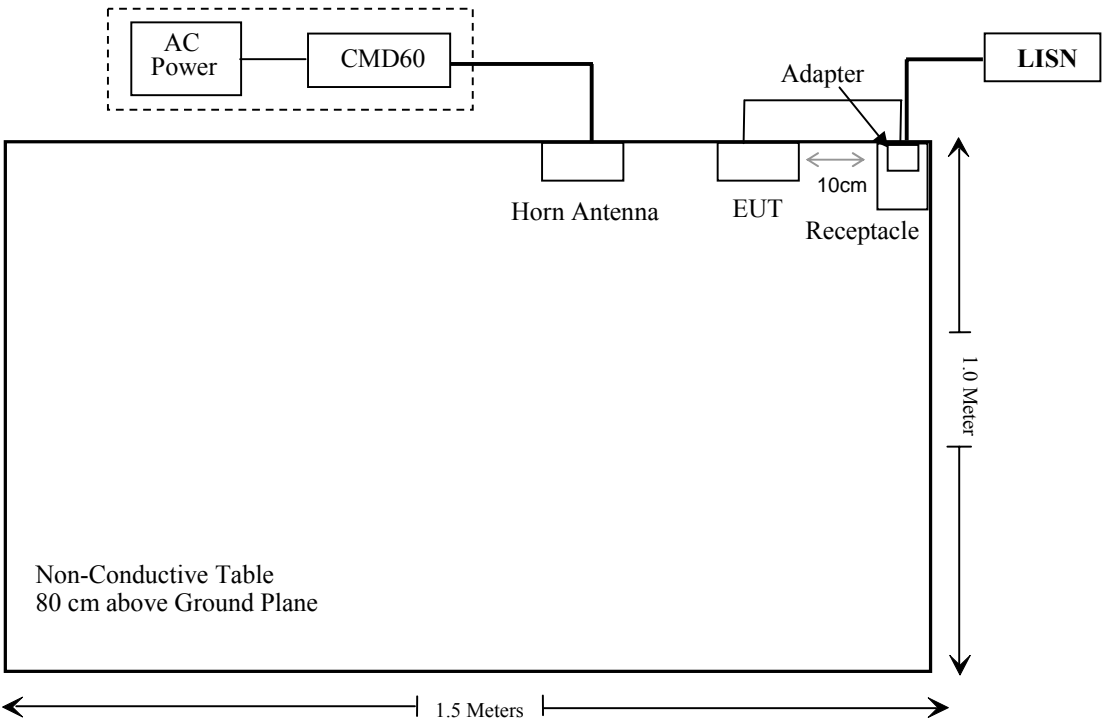 AC
Power
CMD60
Adapter
LISN
10cm
Horn Antenna
EUT
Receptacle
1.0 Meter
Non-Conductive Table
80 cm above Ground Plane
1.5 Meters